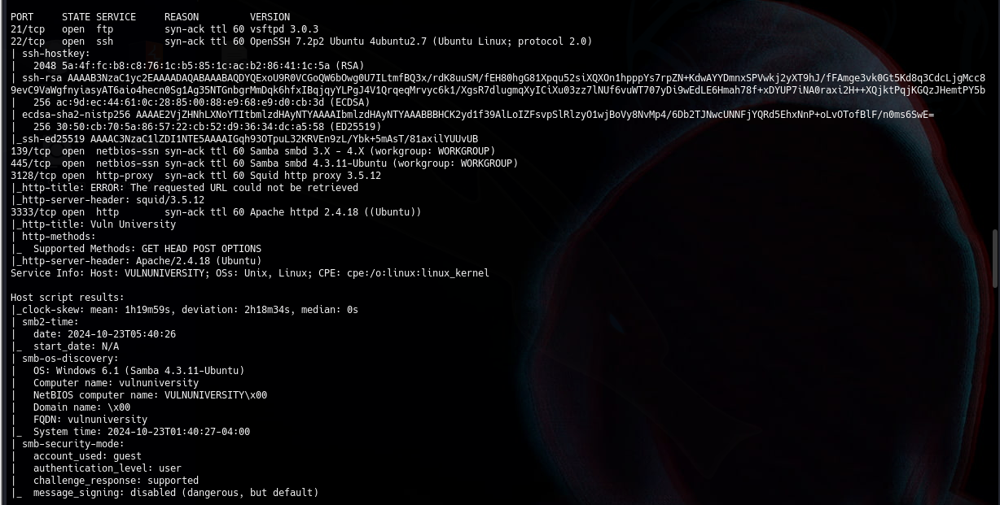 PORT     STATE SERVICE     REASON         VERSION
21/tcp   open  ftp         syn-ack ttl 60 vsftpd 3.0.3
22/tcp   open  ssh         syn-ack ttl 60 OpenSSH 7.2p2 Ubuntu 4ubuntu2.7 (Ubuntu Linux; protocol 2.0)
| ssh-hostkey:
|   2048 5a:4f:fc:b8:c8:76:1c:b5:85:1c:ac:b2:86:41:1c:5a (RSA)
| ssh-rsa
|   256 ac:9d:ec:44:61:0c:28:85:00:88:e9:68:e9:d0:cb:3d (ECDSA)
| ecdsa-sha2-nistp256
|   256 30:50:cb:70:5a:86:57:22:cb:52:d9:36:34:dc:a5:58 (ED25519)
|_ssh-ed25519 AAAAC3NzaC1lZDI1NTE5AAAAIGqh93OTpuL32KRVEn9zL/Ybk+5mAsT/81axilYUUvUB
139/tcp  open  netbios-ssn syn-ack ttl 60 Samba smbd 3.X - 4.X (workgroup: WORKGROUP)
445/tcp  open  netbios-ssn syn-ack ttl 60 Samba smbd 4.3.11-Ubuntu (workgroup: WORKGROUP)
3128/tcp open  http-proxy  syn-ack ttl 60 Squid http proxy 3.5.12
|_http-title: ERROR: The requested URL could not be retrieved
|_http-server-header: squid/3.5.12
3333/tcp open  http        syn-ack ttl 60 Apache httpd 2.4.18 ((Ubuntu))
|_http-title: Vuln University
| http-methods:
|_  Supported Methods: GET HEAD POST OPTIONS
|_http-server-header: Apache/2.4.18 (Ubuntu)
Service Info: Host: VULNUNIVERSITY; OSs: Unix, Linux; CPE: cpe:/o:linux:linux_kernel
Host script results:
|_clock-skew: mean: 1h19m59s, deviation: 2h18m34s, median: 0s
| smb2-time:
|   date: 2024-10-23T05:40:26
|_  start_date: N/A
| smb-os-discovery:
|   OS: Windows 6.1 (Samba 4.3.11-Ubuntu)
|   Computer name: vulnuniversity
|   NetBIOS computer name: VULNUNIVERSITY\x00
|   Domain name: \x00
|   FQDN: vulnuniversity
|_  System time: 2024-10-23T01:40:27-04:00
| smb-security-mode:
|   account_used: guest
|   authentication_level: user
|   challenge_response: supported
|_  message_signing: disabled (dangerous, but default)